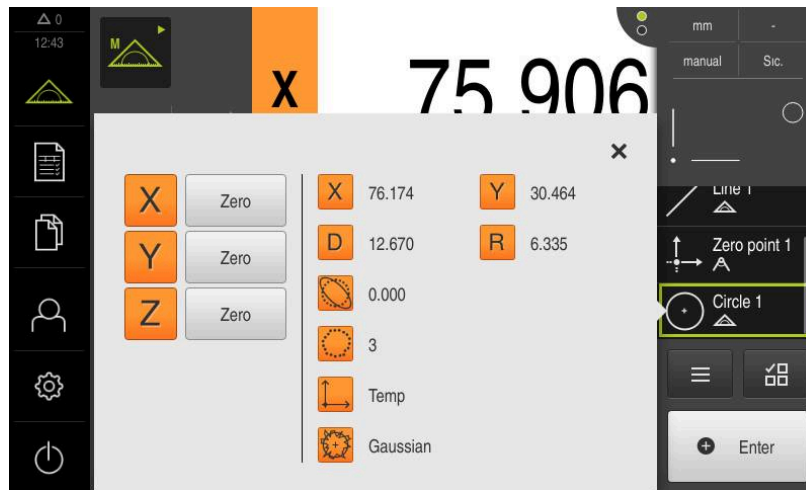 0
12:43
M
X
75.906
mm -
manual Sıc.
X Zero
Y Zero
Z Zero
X 76.174 Y 30.464
D 12.670 R 6.335
0.000
3
Temp
Gaussian
Line 1
Zero point 1
Circle 1
Enter